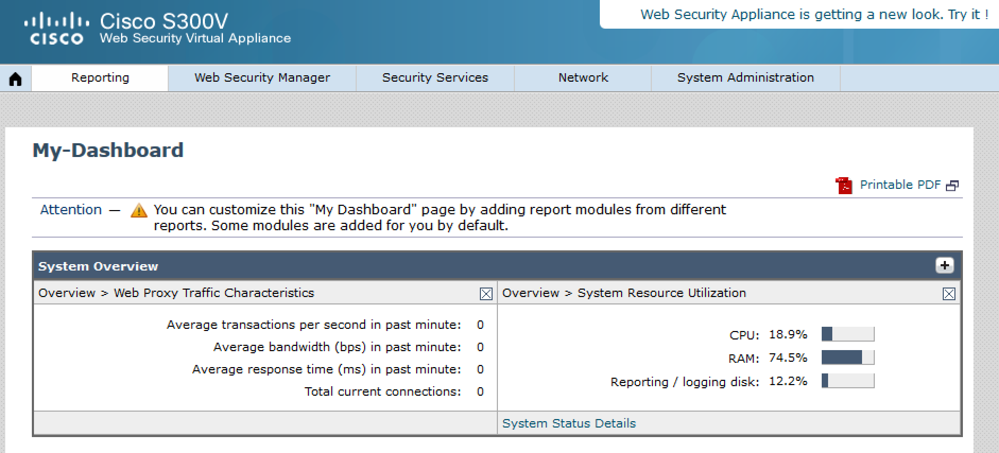 Web Security Appliance is getting a new look. Try it !
CISCO
Cisco S300V
Web Security Virtual Appliance
Reporting
Web Security Manager
Security Services
Network
System Administration
My-Dashboard
Printable PDF
Attention — You can customize this "My Dashboard" page by adding report modules from different
reports. Some modules are added for you by default.
System Overview
Overview > Web Proxy Traffic Characteristics
Average transactions per second in past minute: 0
Average bandwidth (bps) in past minute: 0
Average response time (ms) in past minute: 0
Total current connections: 0
Overview > System Resource Utilization
CPU: 18.9%
RAM: 74.5%
Reporting / logging disk: 12.2%
System Status Details